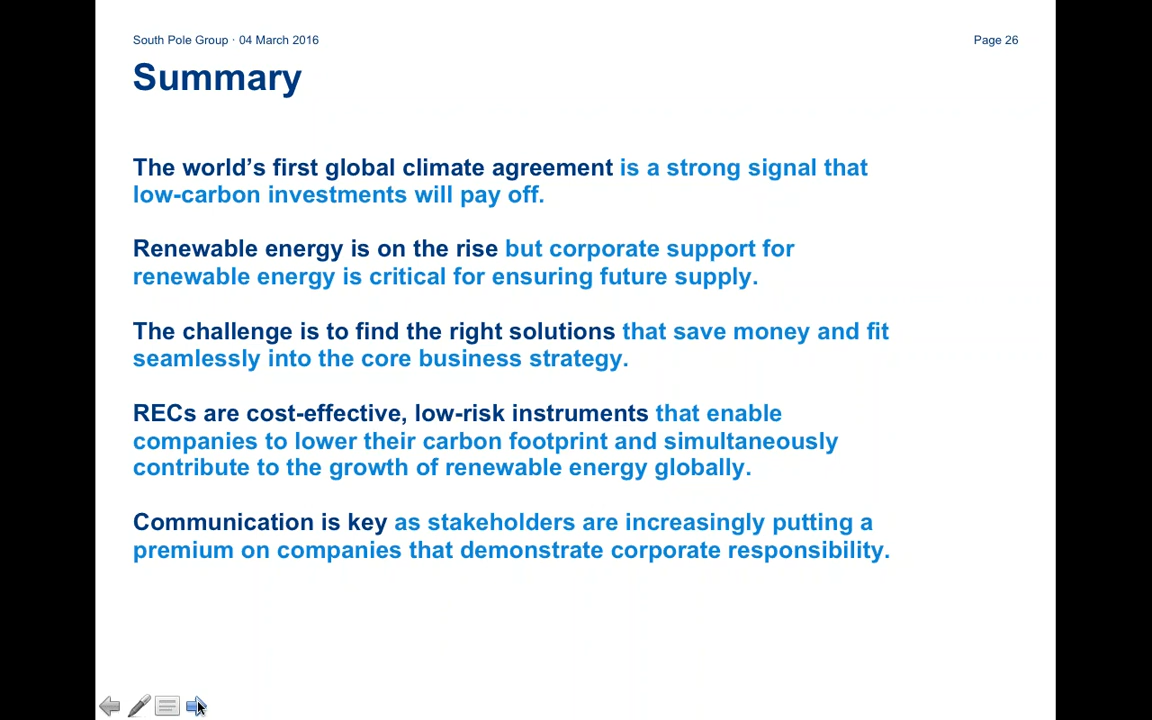 South Pole Group · 04 March 2016
Page 26
Summary
The world’s first global climate agreement is a strong signal that
low-carbon investments will pay off.
Renewable energy is on the rise but corporate support for
renewable energy is critical for ensuring future supply.
The challenge is to find the right solutions that save money and fit
seamlessly into the core business strategy.
RECs are cost-effective, low-risk instruments that enable
companies to lower their carbon footprint and simultaneously
contribute to the growth of renewable energy globally.
Communication is key as stakeholders are increasingly putting a
premium on companies that demonstrate corporate responsibility.